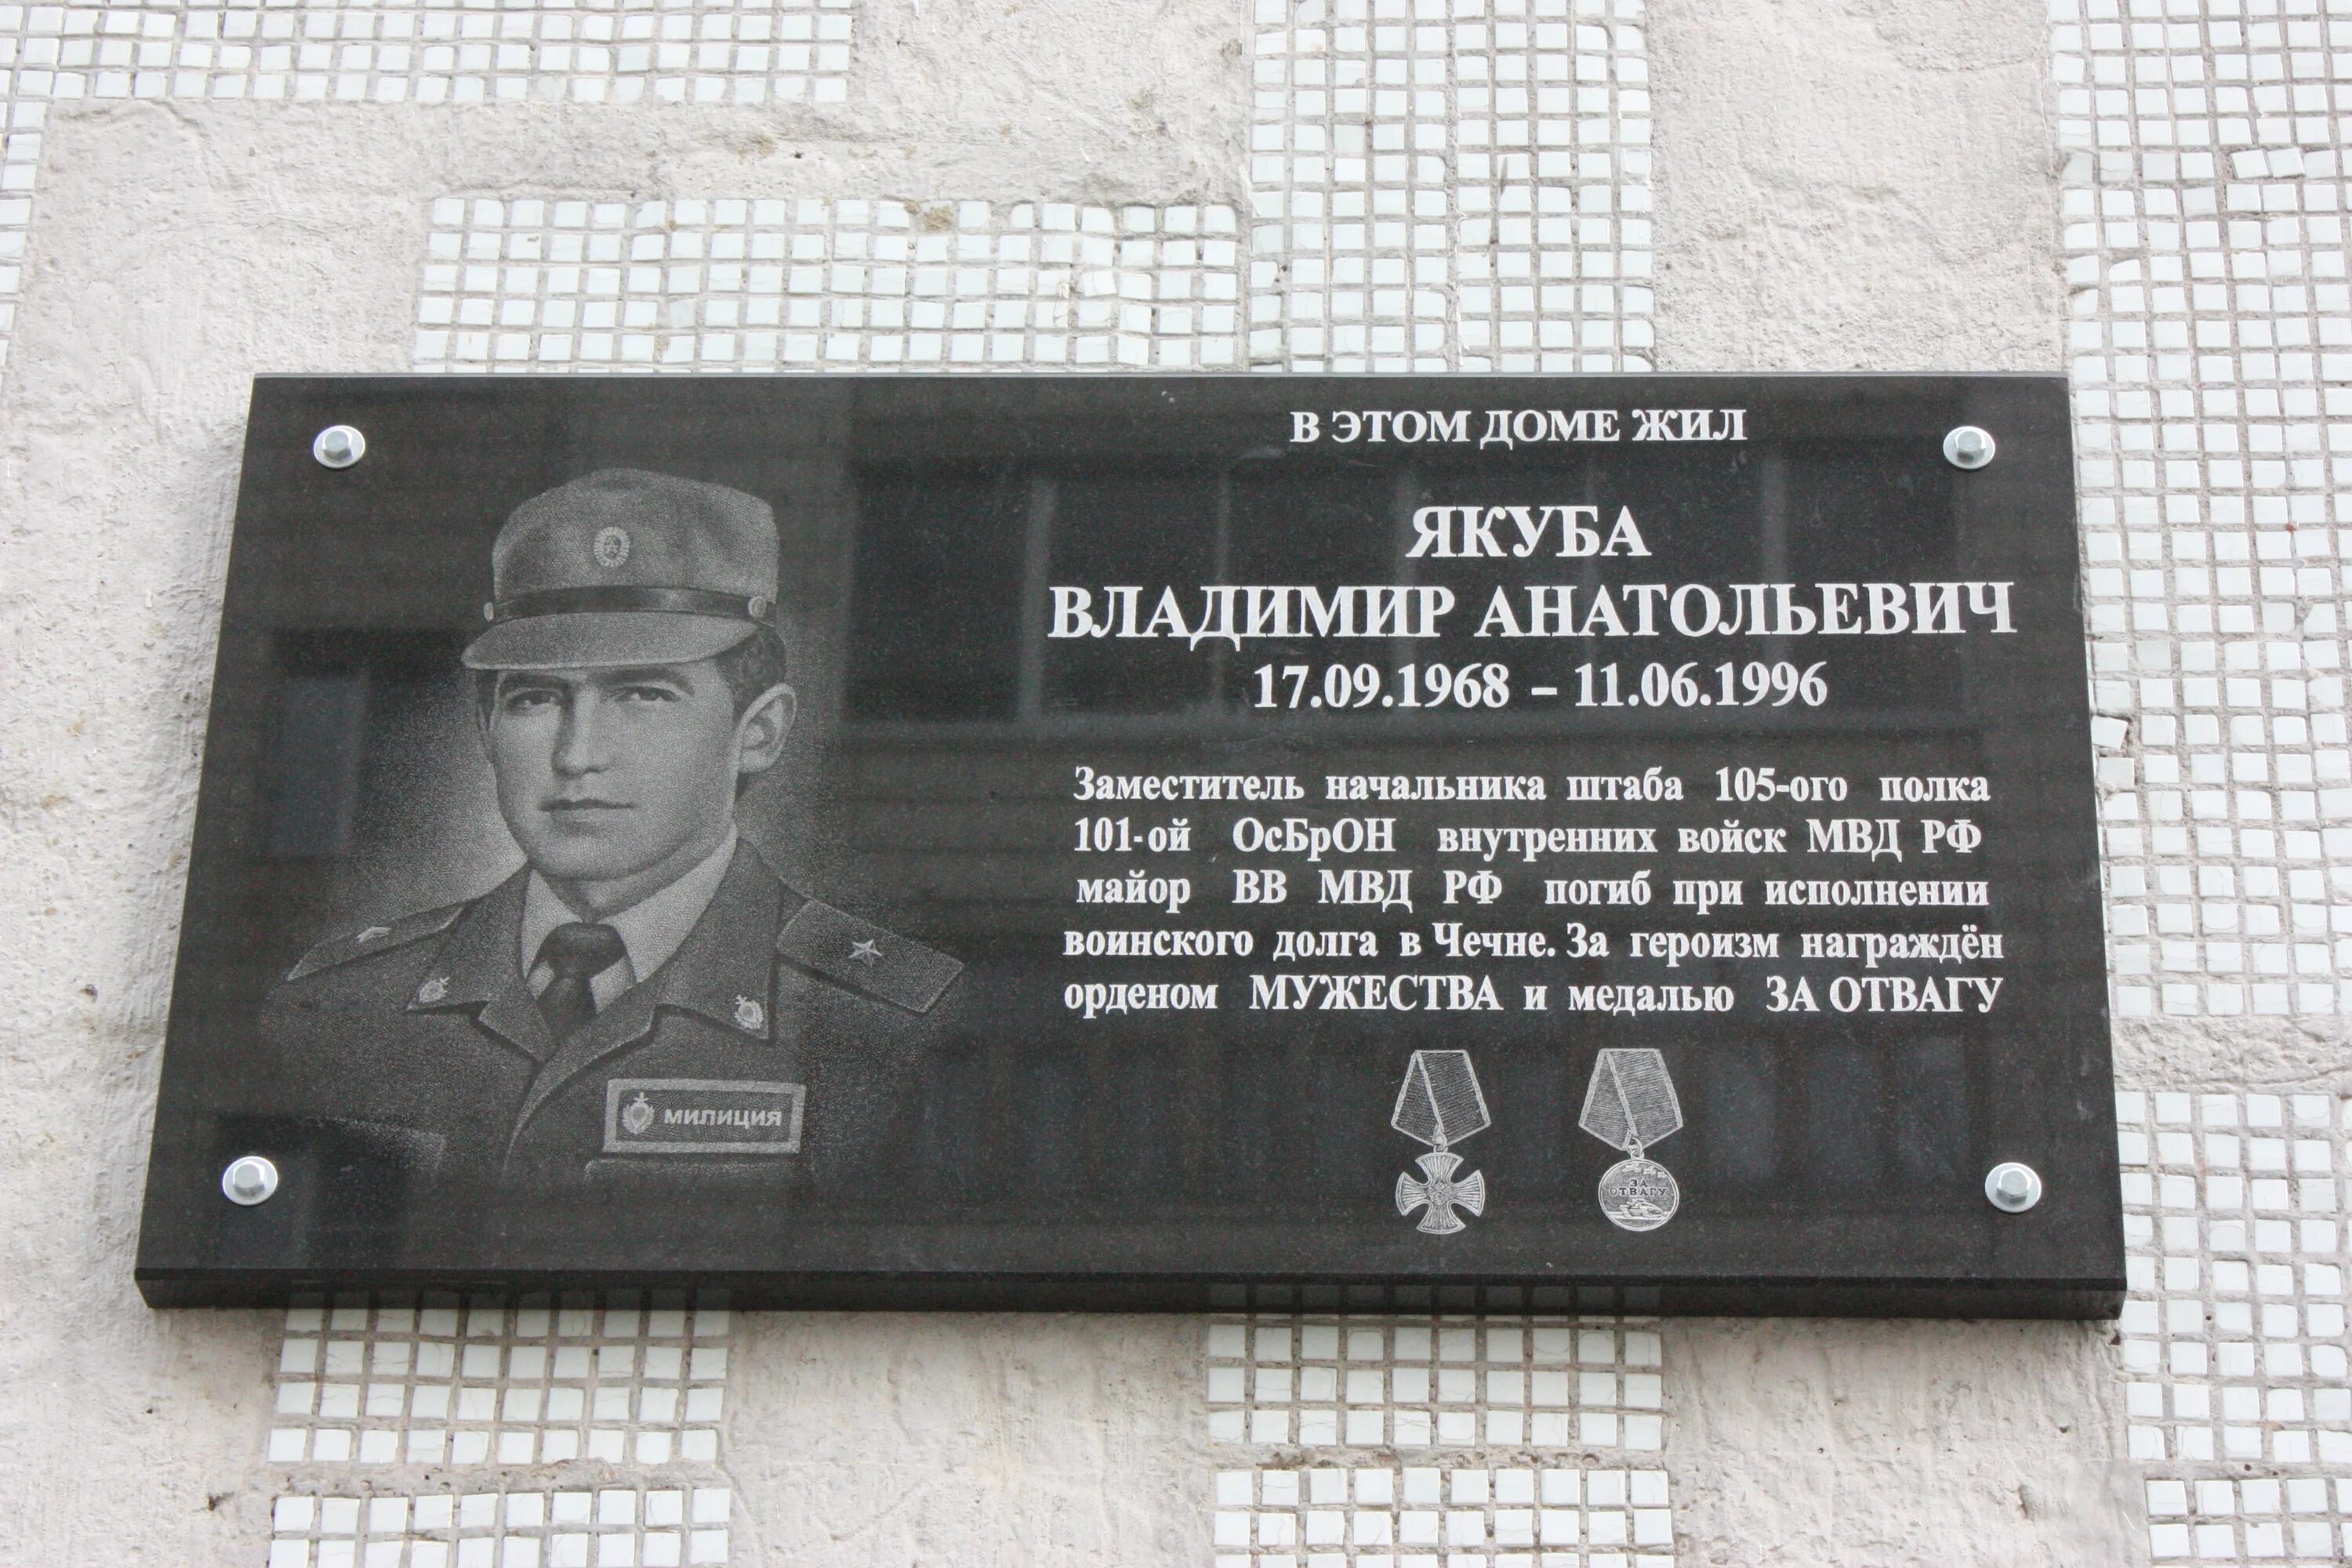 В ЭТОМ ДОМЕ ЖИЛ
ЯКУБА
ВЛАДИМИР АНАТОЛЬЕВИЧ
17.09.1968 – 11.06.1996
Заместитель начальника штаба 105-ого полка
101-ой ОсБрОН внутренних войск МВД РФ
майор ВВ МВД РФ погиб при исполнении
воинского долга в Чечне. За героизм награждён
орденом МУЖЕСТВА и медалью ЗА ОТВАГУ
МИЛИЦИЯ
ЗА
ОТВАГУ